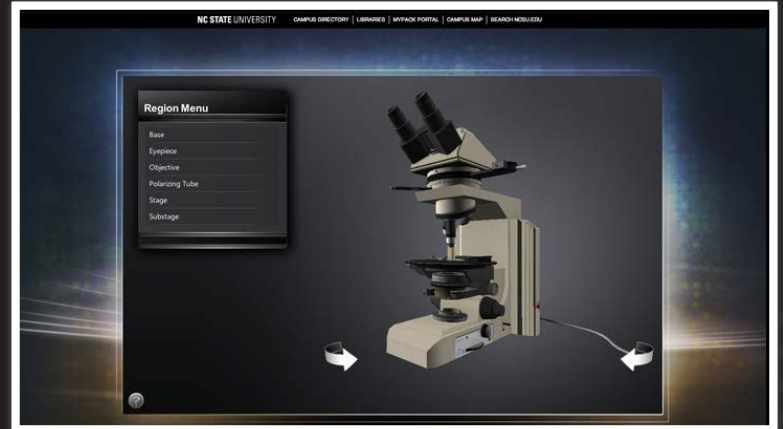 NC STATE UNIVERSITY CAMPUS DIRECTORY | LIBRARIES | MYPACK PORTAL | CAMPUS MAP | SEARCH NCSU.EDU
Region Menu
Base
Eyepiece
Objective
Polarizing Tube
Stage
Substage
?